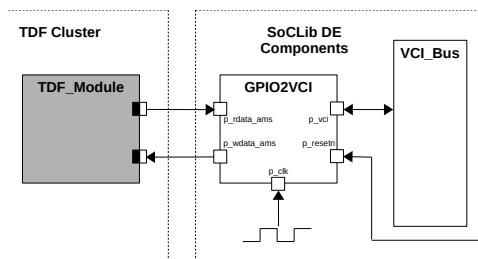 TDF Cluster
SoCLib DE
Components
VCI_Bus
TDF_Module
GPIO2VCI
p_rdata_ams
p_vci
p_wdata_ams
p_resetn
p_clk